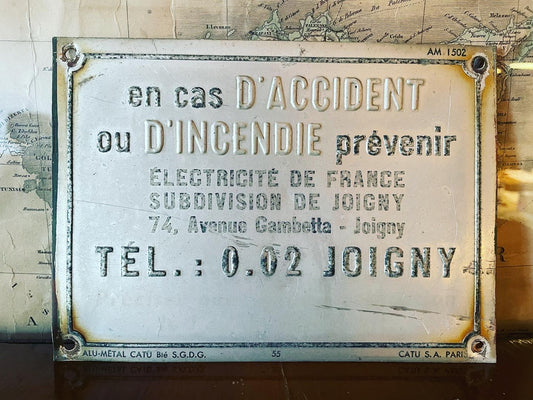 AM 1502
en cas D'ACCIDENT
ou D'INCENDIE prévenir
ÉLECTRICITÉ DE FRANCE
SUBDIVISION DE JOIGNY
74, Avenue Gambetta - Joigny
TÉL. : 0.02 JOIGNY
ALU-MÉTAL CATÚ Bté S.G.D.G. 55 CATU S.A. PARIS